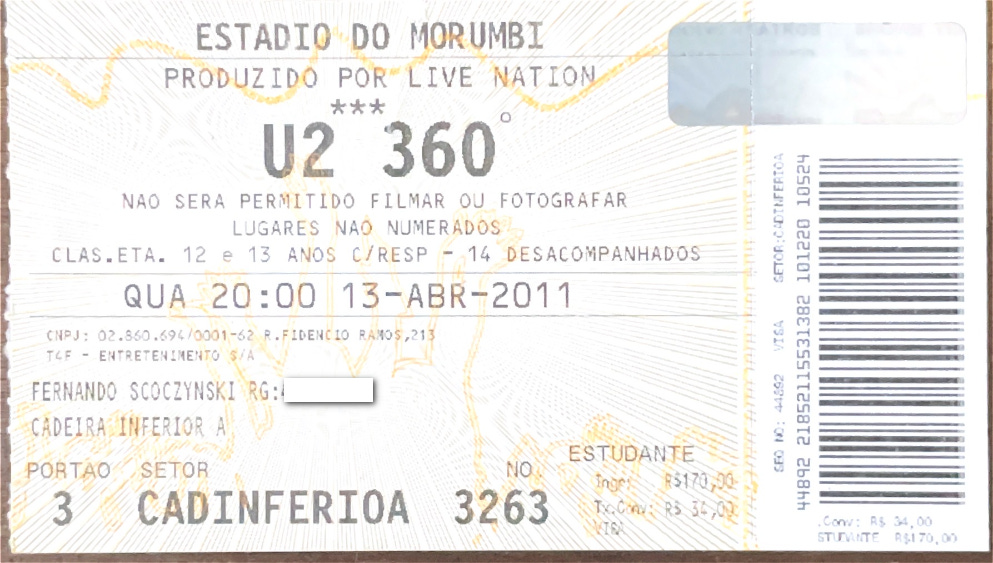 ESTADIO DO MORUMBI
PRODUZIDO POR LIVE NATION
***
U2 360°
NAO SERA PERMITIDO FILMAR OU FOTOGRAFAR
LUGARES NAO NUMERADOS
CLAS.ETA. 12 e 13 ANOS C/RESP - 14 DESACOMPANHADOS
QUA 20:00 13-ABR-2011
CNPJ: 02.860.694/0001-62 R.FIDENCIO RAMOS,213
T4F - ENTRETENIMENTO S/A
FERNANDO SCOCZYNSKI RG:
CADEIRA INFERIOR A
PORTAO SETOR NO.
3 CADINFERIOA 3263
ESTUDANTE
Ingr: R$170,00
Tx.Conv: R$ 34,00
VISA
SEQ NO: 44892 VISA SETOR:CADINFERIOA
44892 2185211553138​2 101220 10524
.Conv: R$ 34,00
STUDANTE R$170,00